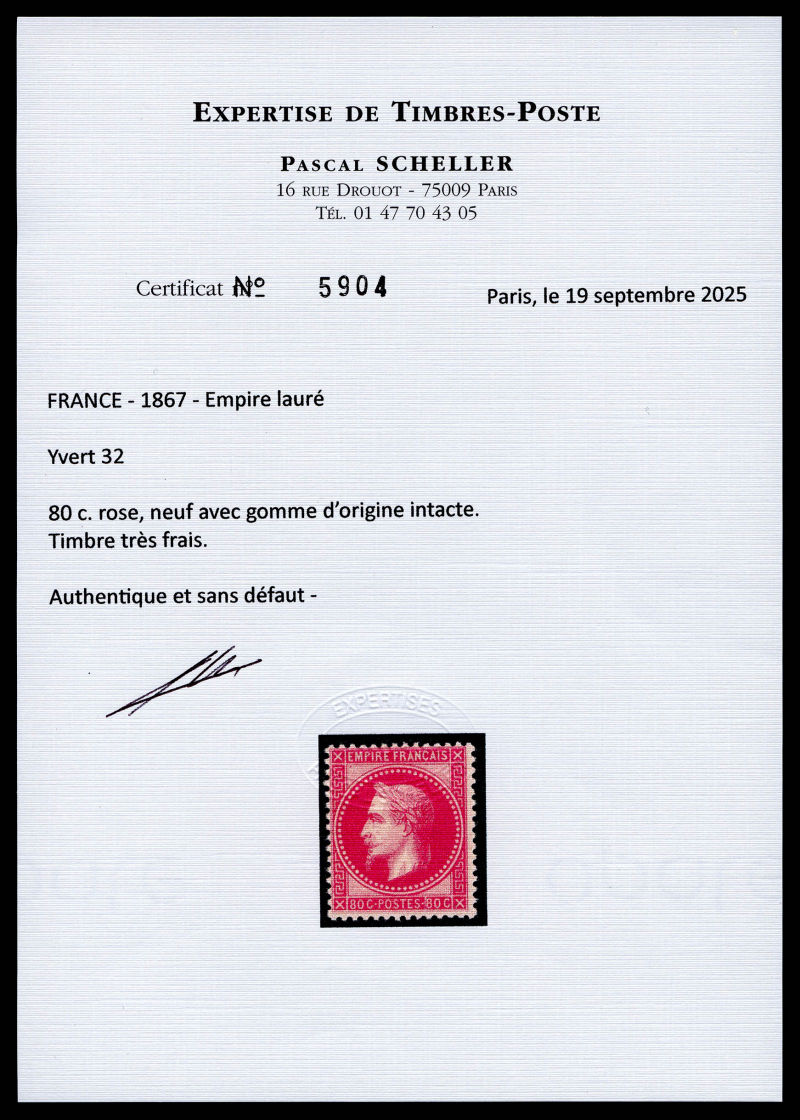 EXPERTISE DE TIMBRES-POSTE
PASCAL SCHELLER
16 RUE DROUOT - 75009 PARIS
TÉL. 01 47 70 43 05
Certificat Nº 5904
Paris, le 19 septembre 2025
FRANCE - 1867 - Empire lauré
Yvert 32
80 c. rose, neuf avec gomme d’origine intacte.
Timbre très frais.
Authentique et sans défaut -
EXPERTISES
EMPIRE FRANÇAIS
80 C-POSTES-80 C